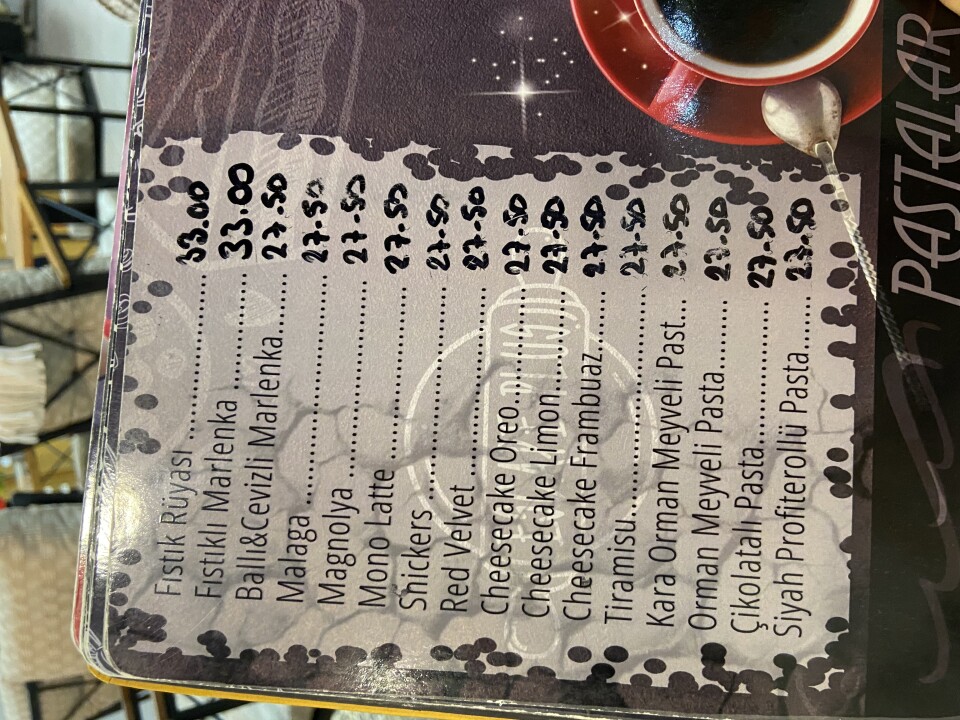 PASTALAR
Fıstık Rüyası 33.00
Fıstıklı Marlenka 33.00
Ballı&Cevizli Marlenka 27.50
Malaga 27.50
Magnolya 27.50
Mono Latte 27.50
Snickers 27.50
Red Velvet 27.50
Cheesecake Oreo 27.50
Cheesecake Limon 27.50
Cheesecake Frambuaz 27.50
Tiramisu 27.50
Kara Orman Meyveli Past... 27.50
Orman Meyveli Pasta 27.50
Çikolatalı Pasta 27.50
Siyah Profiterollü Pasta 27.50